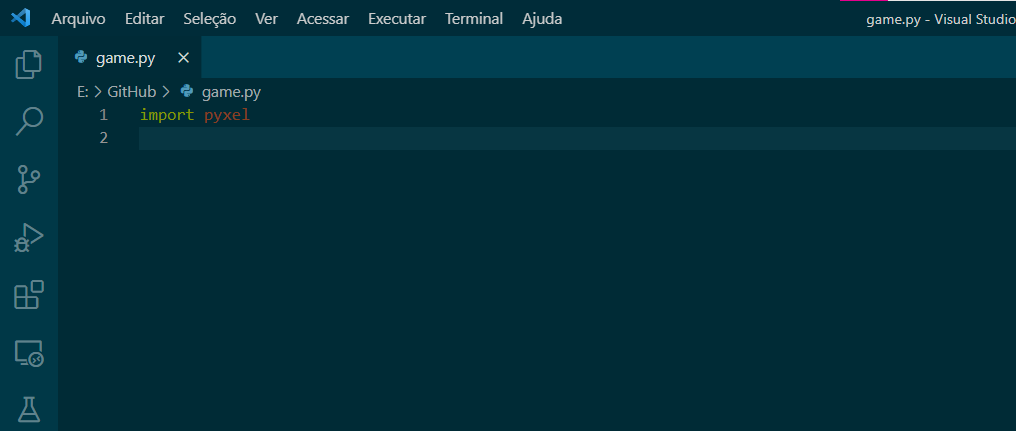 Arquivo Editar Seleção Ver Acessar Executar Terminal Ajuda game.py - Visual Studio
game.py
E: > GitHub > game.py
1 import pyxel
2